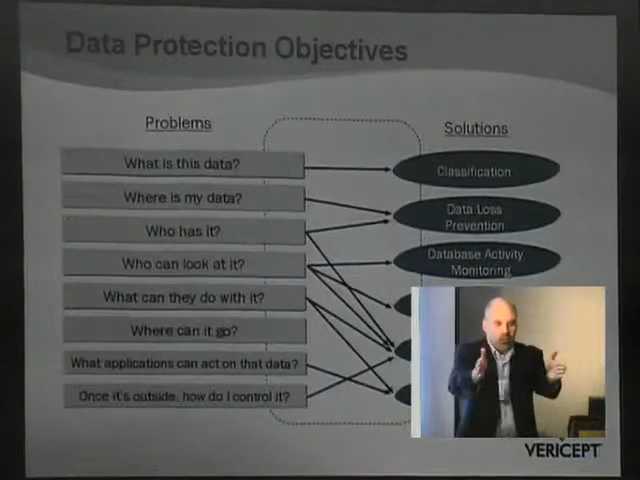 Data Protection Objectives
Problems
Solutions
What is this data?
Where is my data?
Who has it?
Who can look at it?
What can they do with it?
Where can it go?
What applications can act on that data?
Once it's outside, how do I control it?
Classification
Data Loss
Prevention
Database Activity
Monitoring
VERICEPT